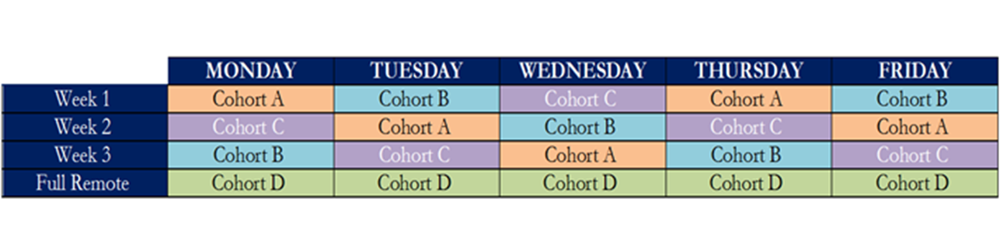 MONDAY TUESDAY WEDNESDAY THURSDAY FRIDAY
Week 1 Cohort A Cohort B Cohort C Cohort A Cohort B
Week 2 Cohort C Cohort A Cohort B Cohort C Cohort A
Week 3 Cohort B Cohort C Cohort A Cohort B Cohort C
Full Remote Cohort D Cohort D Cohort D Cohort D Cohort D